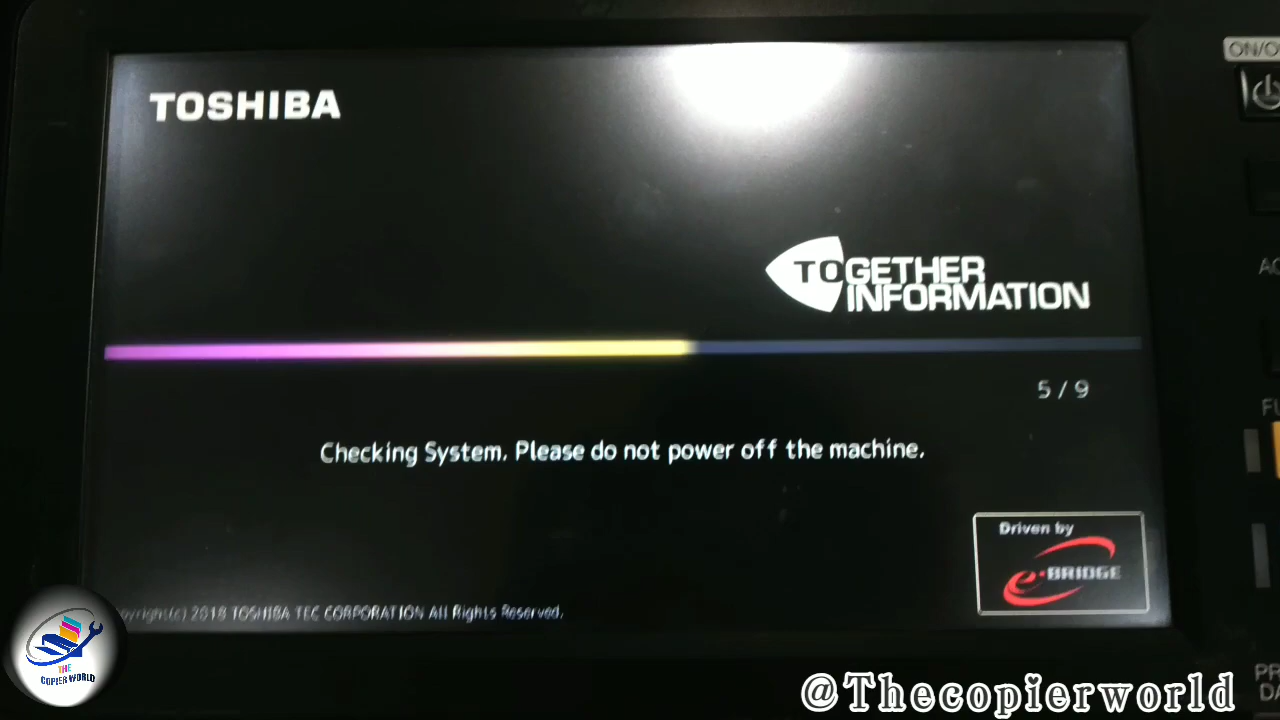 TOSHIBA
TOGETHER
INFORMATION
5 / 9
Checking System. Please do not power off the machine.
Driven by
e-BRIDGE
2018 TOSHIBA TEC CORPORATION All Rights Reserved.
THE
COPIER WORLD
@Thecopierworld